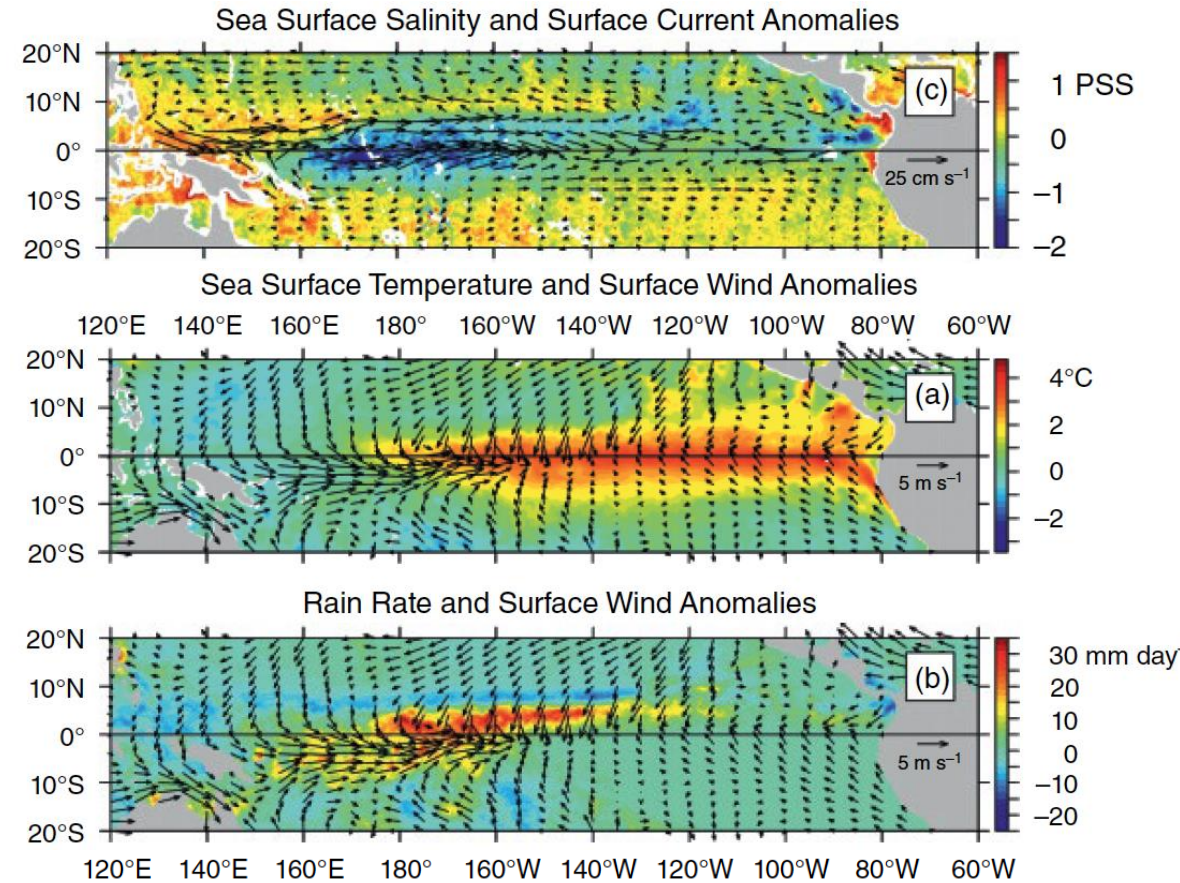 Sea Surface Salinity and Surface Current Anomalies
20°N
10°N
0°
10°S
20°S
(c)
25 cm s⁻¹
1 PSS
0
−1
−2
Sea Surface Temperature and Surface Wind Anomalies
120°E 140°E 160°E 180° 160°W 140°W 120°W 100°W 80°W 60°W
20°N
10°N
0°
10°S
20°S
(a)
5 m s⁻¹
4°C
2
0
−2
Rain Rate and Surface Wind Anomalies
20°N
10°N
0°
10°S
20°S
(b)
5 m s⁻¹
30 mm day
20
10
0
−10
−20
120°E 140°E 160°E 180° 160°W 140°W 120°W 100°W 80°W 60°W